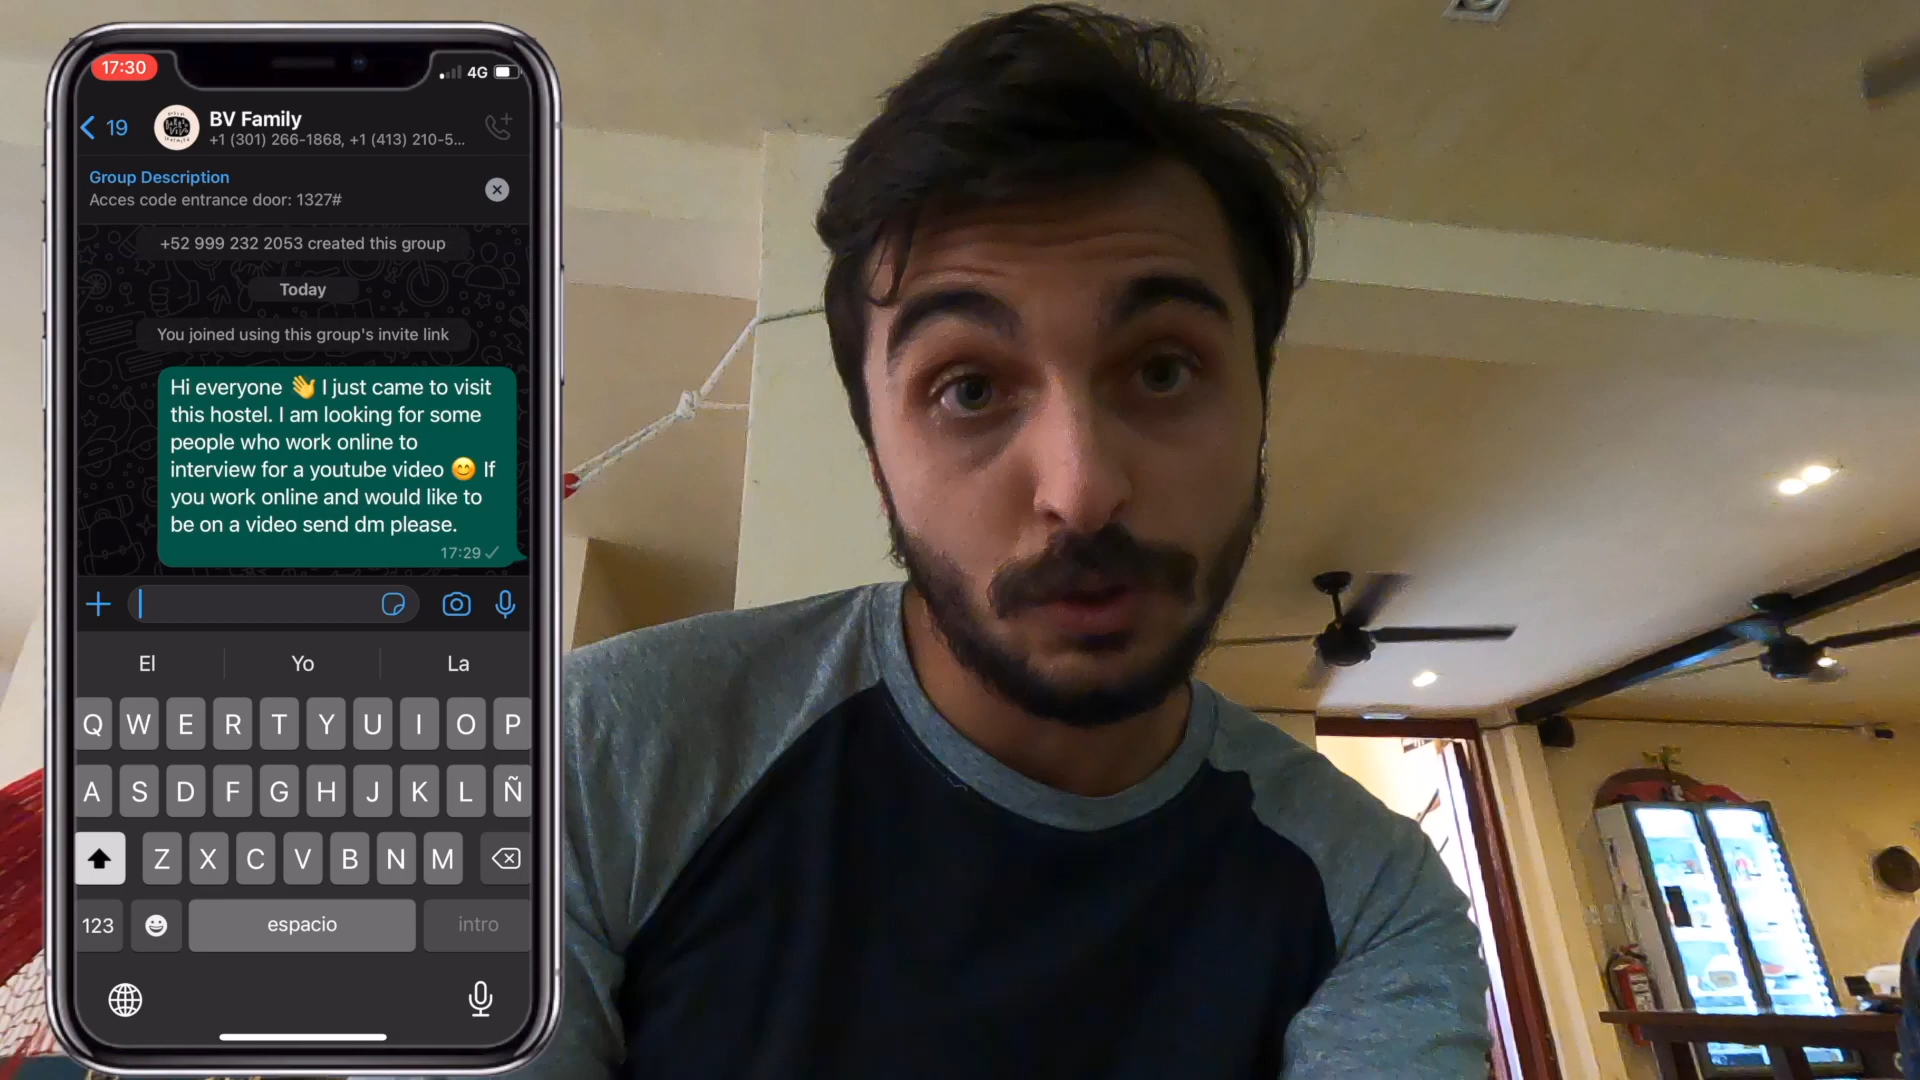 17:30
4G
19
BV Family
+1 (301) 266-1868, +1 (413) 210-5...
Group Description
Acces code entrance door: 1327#
+52 999 232 2053 created this group
Today
You joined using this group's invite link
Hi everyone 👋 I just came to visit
this hostel. I am looking for some
people who work online to
interview for a youtube video 😊 If
you work online and would like to
be on a video send dm please.
17:29
El
Yo
La
Q W E R T Y U I O P
A S D F G H J K L Ñ
Z X C V B N M
123
espacio
intro